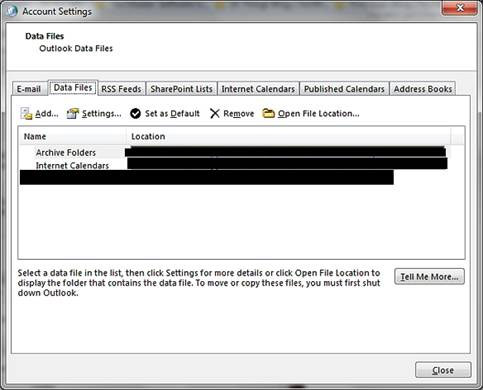 Account Settings
Data Files
Outlook Data Files
E-mail Data Files RSS Feeds SharePoint Lists Internet Calendars Published Calendars Address Books
Add... Settings... Set as Default Remove Open File Location...
Name Location
Archive Folders
Internet Calendars
Select a data file in the list, then click Settings for more details or click Open File Location to
display the folder that contains the data file. To move or copy these files, you must first shut
down Outlook.
Tell Me More...
Close